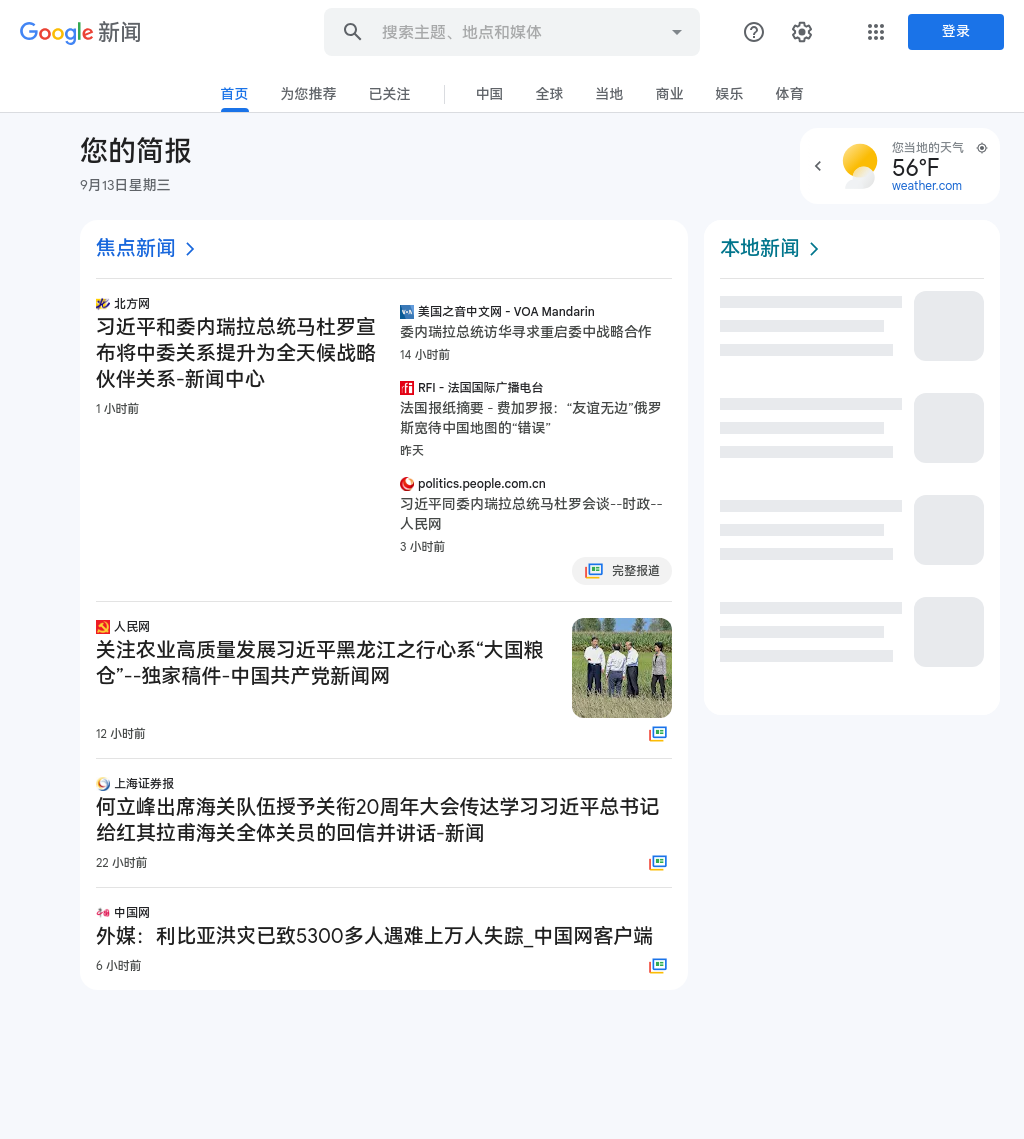 Google 新闻
搜索主题、地点和媒体
登录
首页 为您推荐 已关注 中国 全球 当地 商业 娱乐 体育
您的简报
9月13日星期三
您当地的天气
56°F
weather.com
焦点新闻
北方网
习近平和委内瑞拉总统马杜罗宣
布将中委关系提升为全天候战略
伙伴关系-新闻中心
1 小时前
美国之音中文网 - VOA Mandarin
委内瑞拉总统访华寻求重启委中战略合作
14 小时前
RFI - 法国国际广播电台
法国报纸摘要 - 费加罗报：“友谊无边”俄罗
斯宽待中国地图的“错误”
昨天
politics.people.com.cn
习近平同委内瑞拉总统马杜罗会谈--时政--
人民网
3 小时前
完整报道
人民网
关注农业高质量发展习近平黑龙江之行心系“大国粮
仓”--独家稿件-中国共产党新闻网
12 小时前
上海证券报
何立峰出席海关队伍授予关衔20周年大会传达学习习近平总书记
给红其拉甫海关全体关员的回信并讲话-新闻
22 小时前
中国网
外媒：利比亚洪灾已致5300多人遇难上万人失踪_中国网客户端
6 小时前
本地新闻